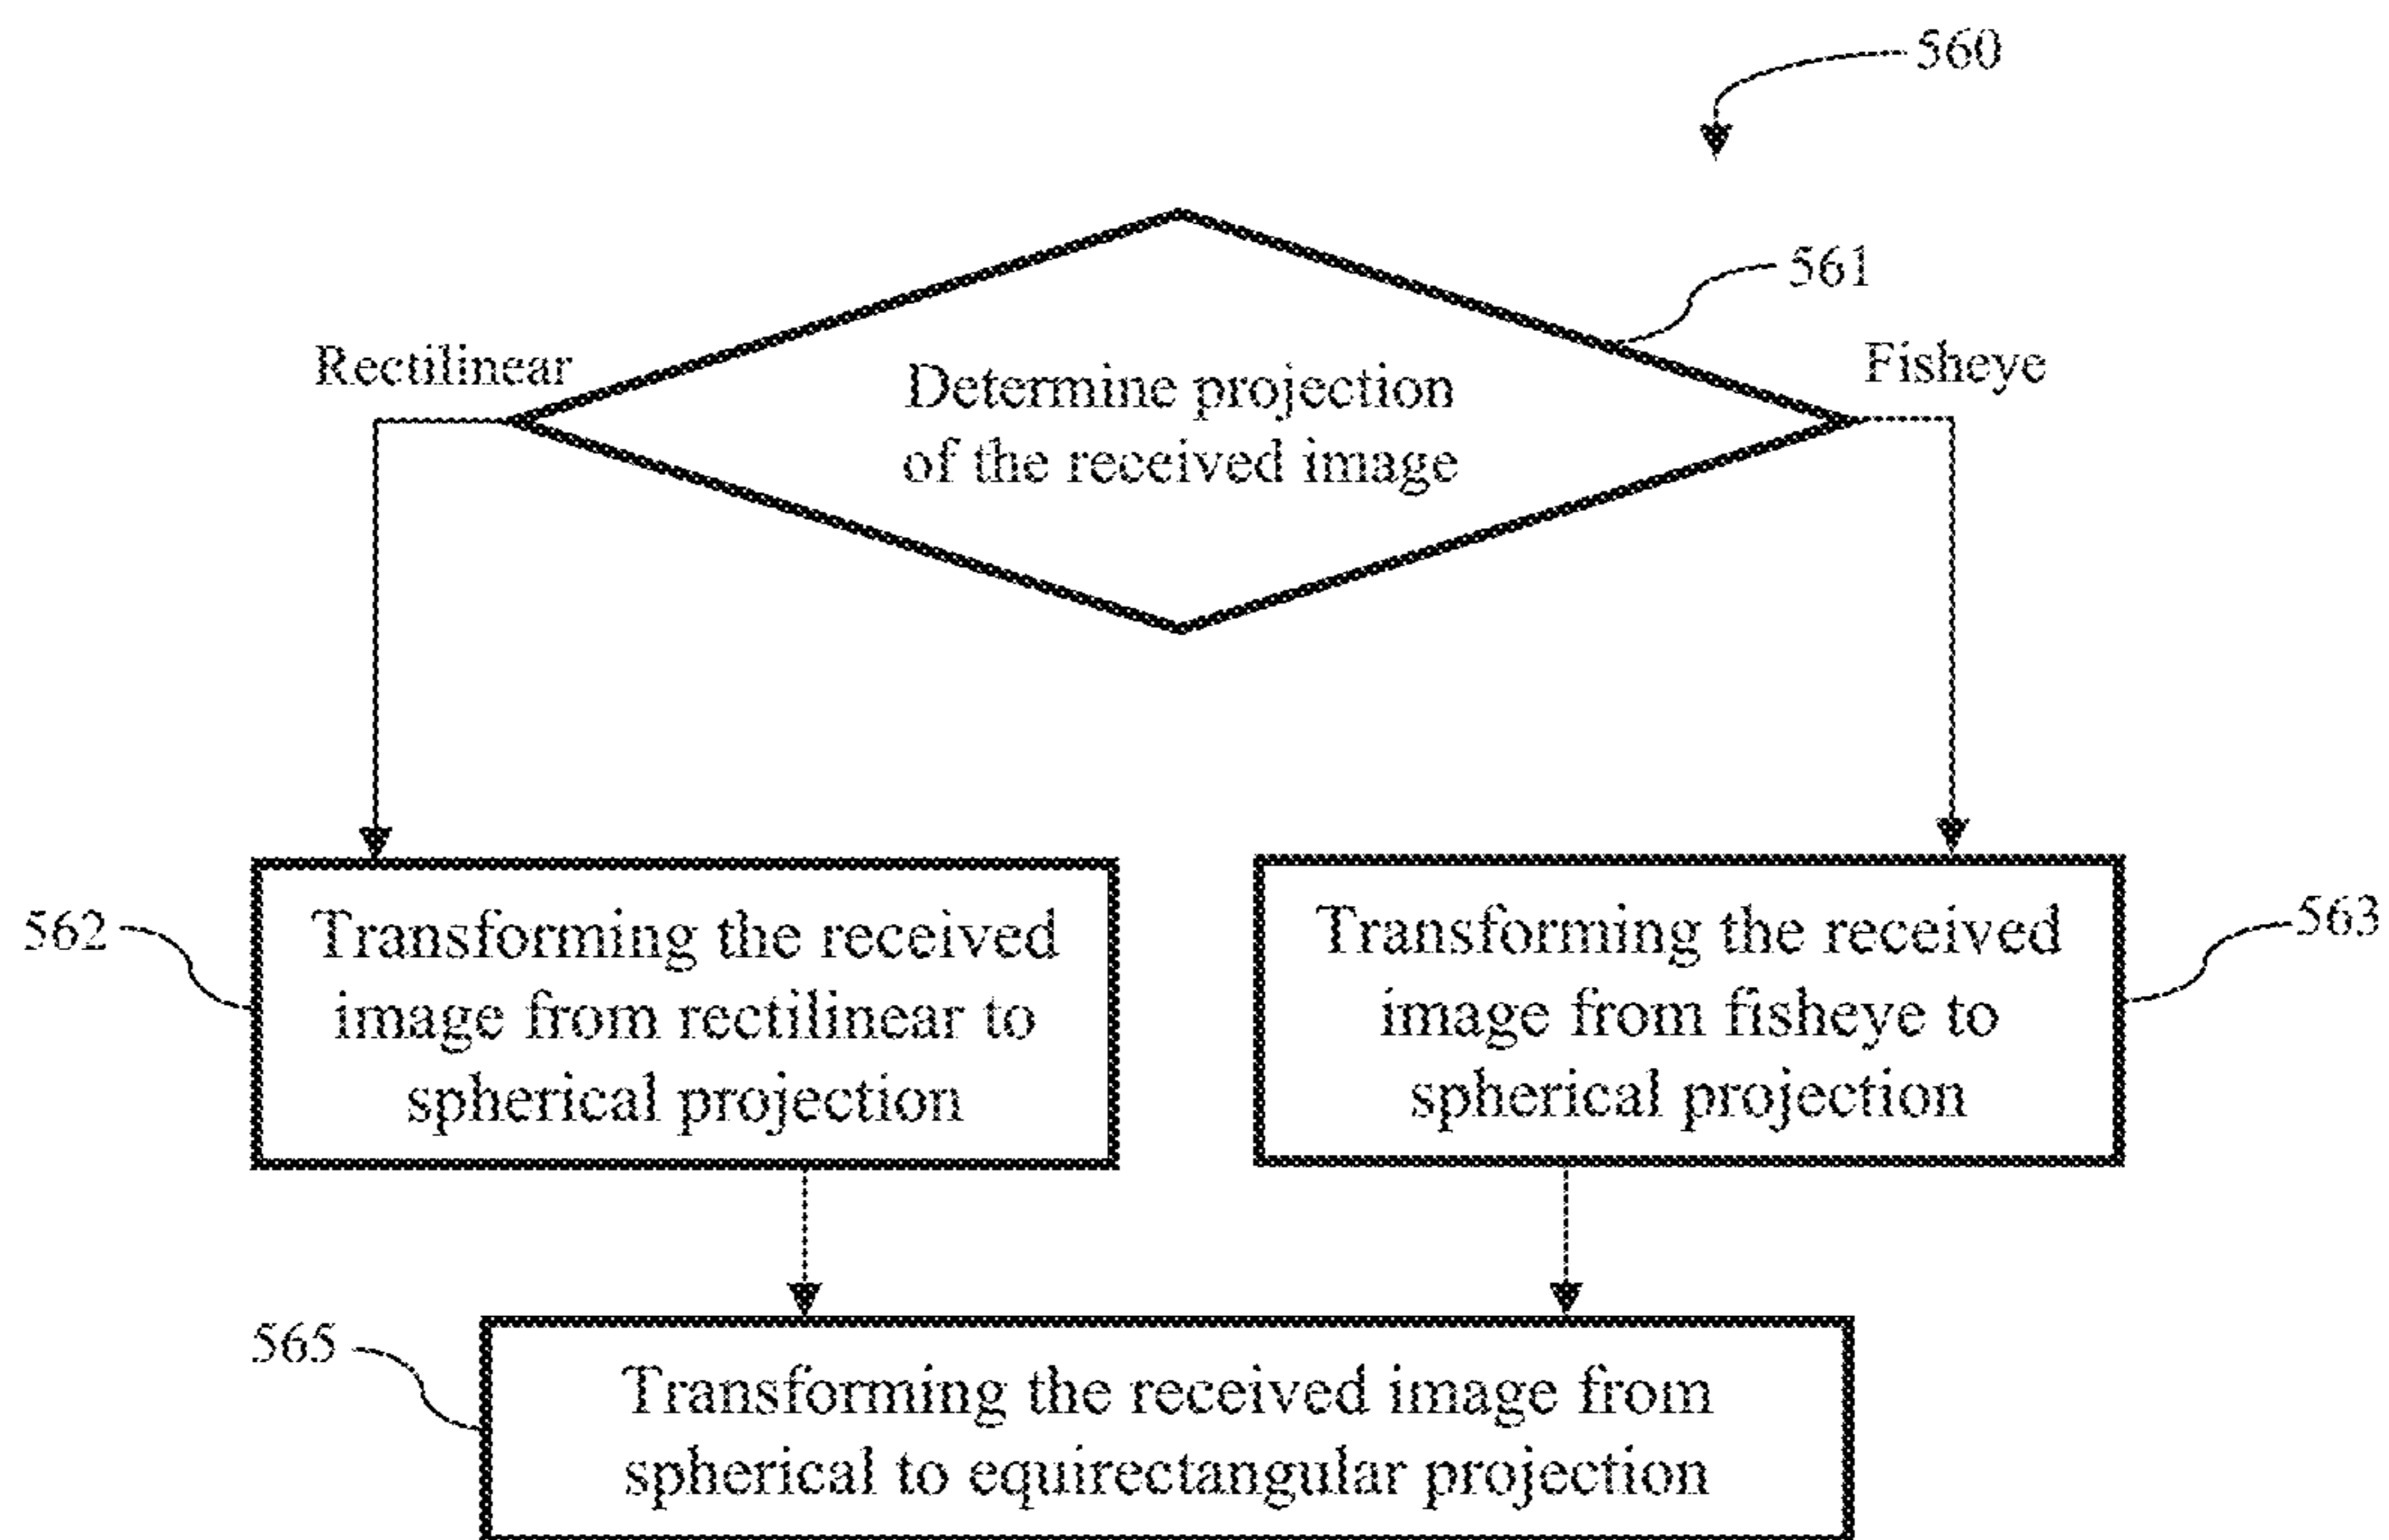 560
561
Rectilinear
Fisheye
Determine projection
of the received image
562
Transforming the received
image from rectilinear to
spherical projection
Transforming the received
image from fisheye to
spherical projection
563
565
Transforming the received image from
spherical to equirectangular projection